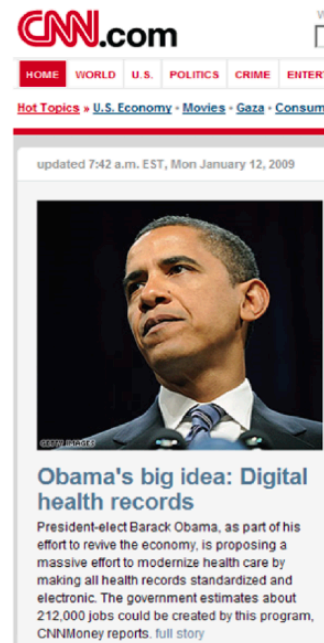 CNN.com
HOME WORLD U.S. POLITICS CRIME ENTER
Hot Topics » U.S. Economy • Movies • Gaza • Consum
updated 7:42 a.m. EST, Mon January 12, 2009
GETTY IMAGES
Obama's big idea: Digital
health records
President-elect Barack Obama, as part of his
effort to revive the economy, is proposing a
massive effort to modernize health care by
making all health records standardized and
electronic. The government estimates about
212,000 jobs could be created by this program,
CNNMoney reports. full story